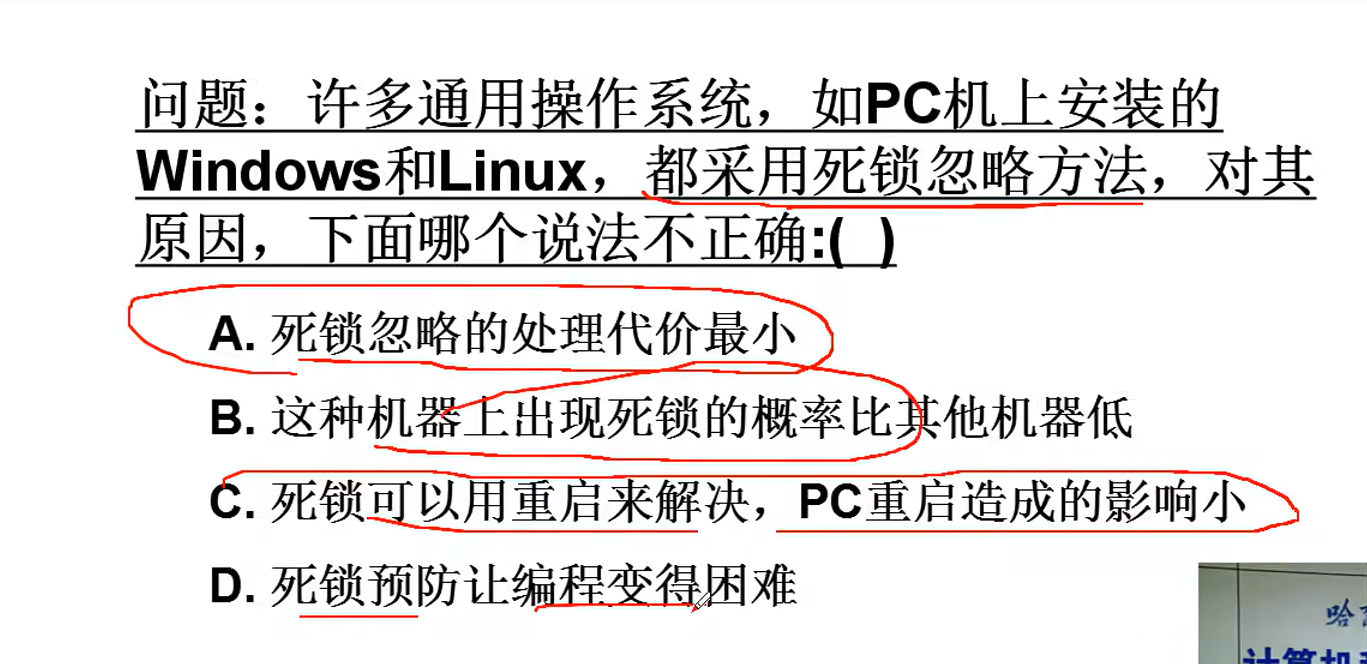 问题：许多通用操作系统，如PC机上安装的
Windows和Linux，都采用死锁忽略方法，对其
原因，下面哪个说法不正确:( )
A. 死锁忽略的处理代价最小
B. 这种机器上出现死锁的概率比其他机器低
C. 死锁可以用重启来解决，PC重启造成的影响小
D. 死锁预防让编程变得困难
哈
计算机